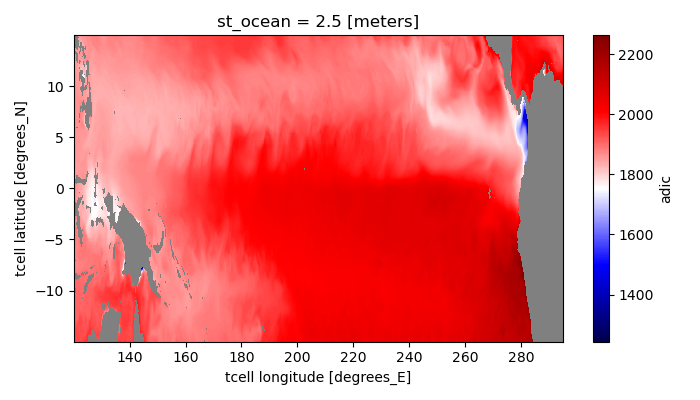 st_ocean = 2.5 [meters]
tcell latitude [degrees_N]
10
5
0
−5
−10
140 160 180 200 220 240 260 280
tcell longitude [degrees_E]
2200
2000
1800
1600
1400
adic